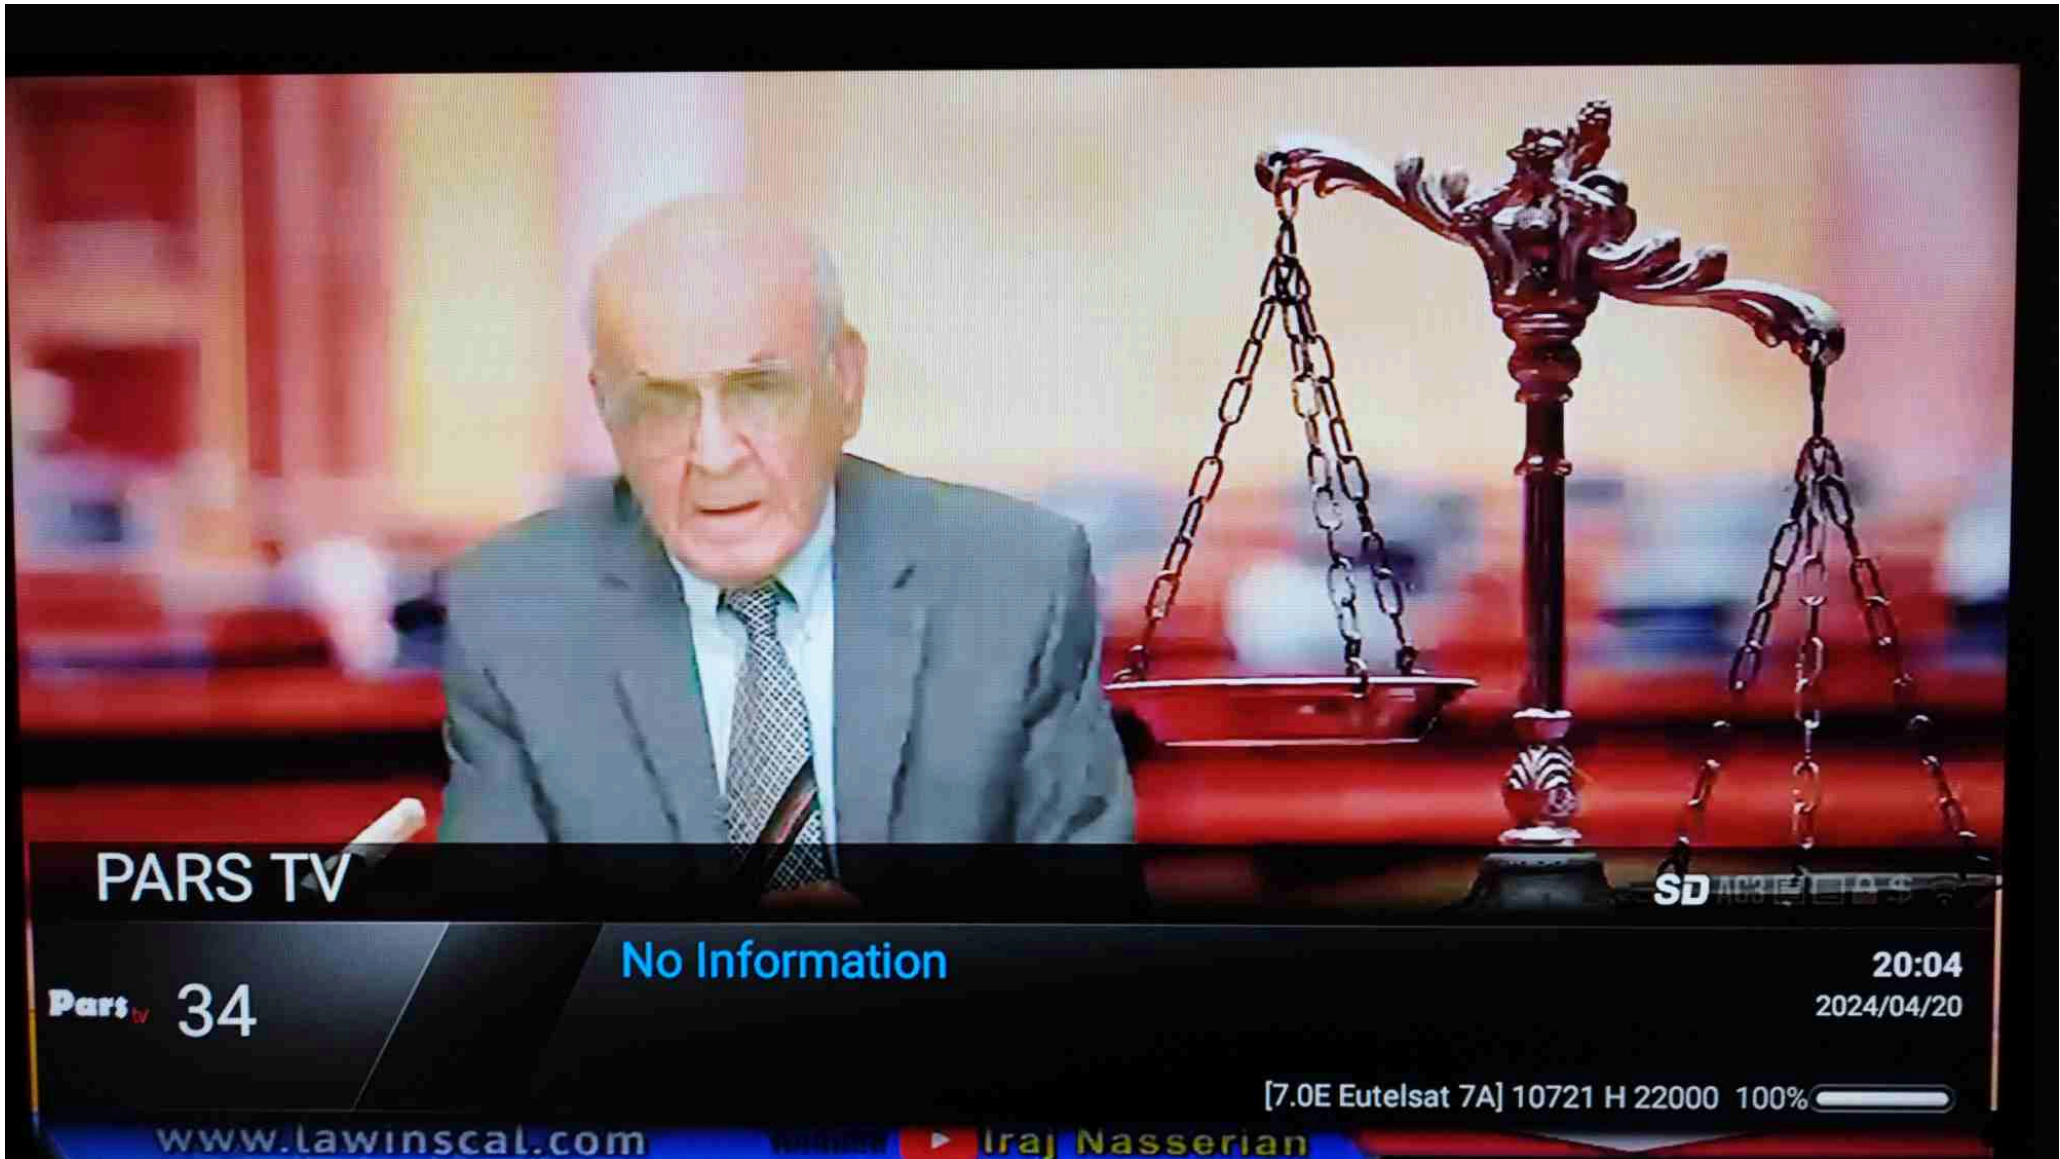 PARS TV
SD AC3 $
No Information
Pars tv 34
20:04
2024/04/20
[7.0E Eutelsat 7A] 10721 H 22000 100%
www.lawinscal.com Iraj Nasserian